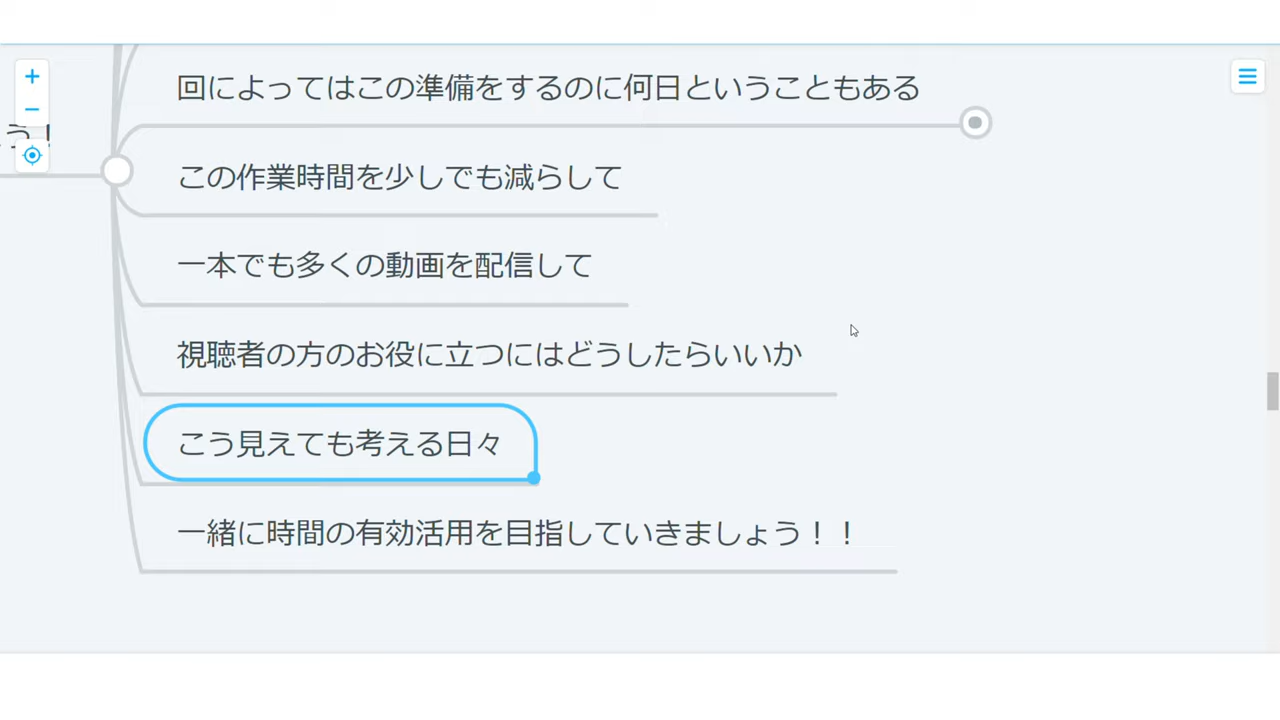 回によってはこの準備をするのに何日ということもある
う！
この作業時間を少しでも減らして
一本でも多くの動画を配信して
視聴者の方のお役に立つにはどうしたらいいか
こう見えても考える日々
一緒に時間の有効活用を目指していきましょう！！